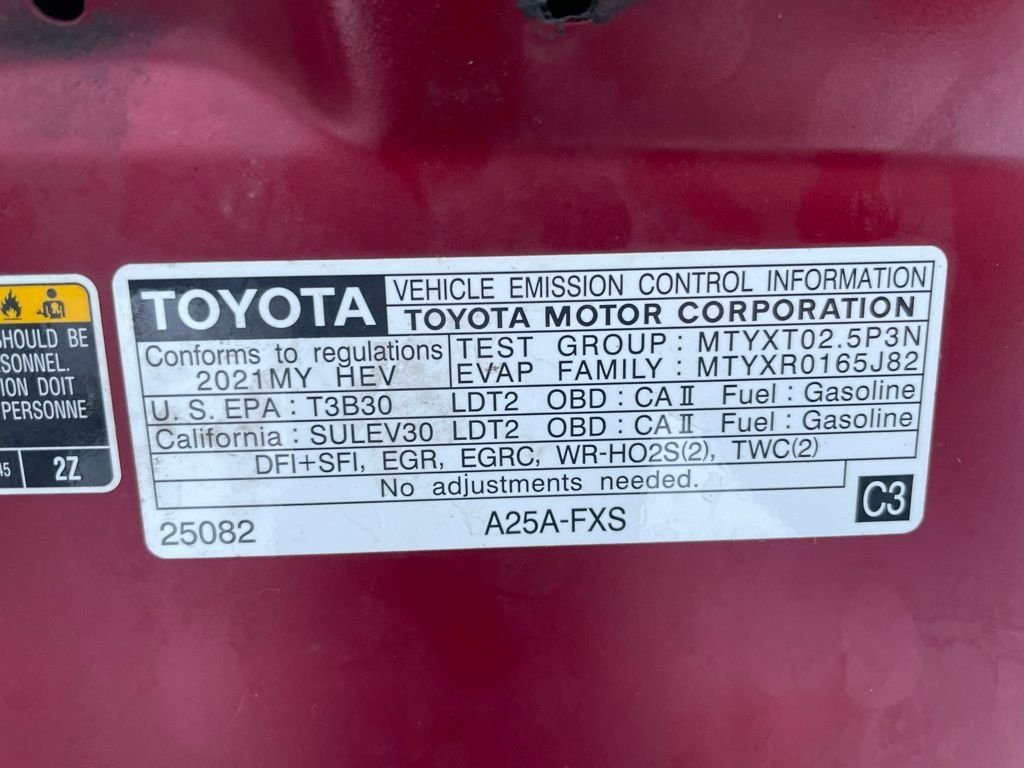 SHOULD BE
SONNEL.
ION DOIT
PERSONNE
45 2Z
TOYOTA
VEHICLE EMISSION CONTROL INFORMATION
TOYOTA MOTOR CORPORATION
Conforms to regulations
2021MY HEV
TEST GROUP : MTYXT02.5P3N
EVAP FAMILY : MTYXR0165J82
U. S. EPA : T3B30 LDT2 OBD : CA II Fuel : Gasoline
California : SULEV30 LDT2 OBD : CA II Fuel : Gasoline
DFI+SFI, EGR, EGRC, WR-HO2S(2), TWC(2)
No adjustments needed.
25082 A25A-FXS C3